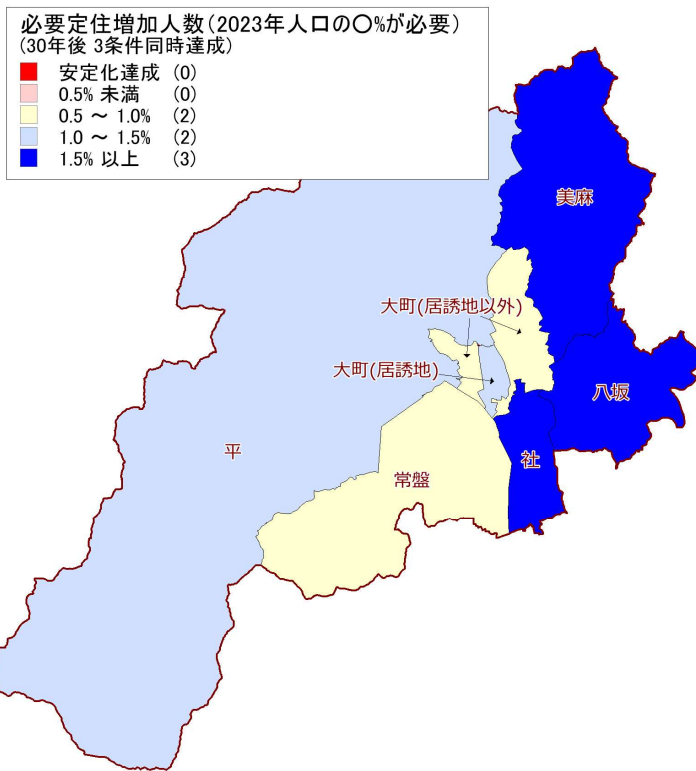 必要定住増加人数(2023年人口の○%が必要)
(30年後 3条件同時達成)
安定化達成 (0)
0.5% 未満 (0)
0.5 ～ 1.0% (2)
1.0 ～ 1.5% (2)
1.5% 以上 (3)
美麻
大町(居誘地以外)
大町(居誘地)
八坂
平
社
常盤